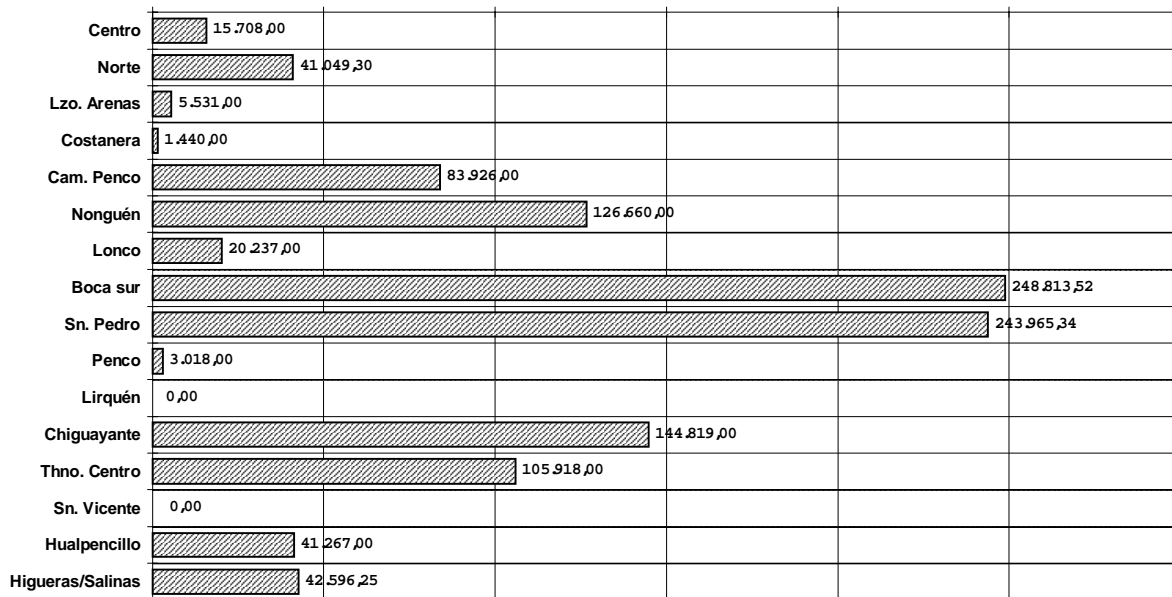 Centro 15.708,00
Norte 41.049,30
Lzo. Arenas 5.531,00
Costanera 1.440,00
Cam. Penco 83.926,00
Nonguén 126.660,00
Lonco 20.237,00
Boca sur 248.813,52
Sn. Pedro 243.965,34
Penco 3.018,00
Lirquén 0,00
Chiguayante 144.819,00
Thno. Centro 105.918,00
Sn. Vicente 0,00
Hualpencillo 41.267,00
Higueras/Salinas 42.596,25